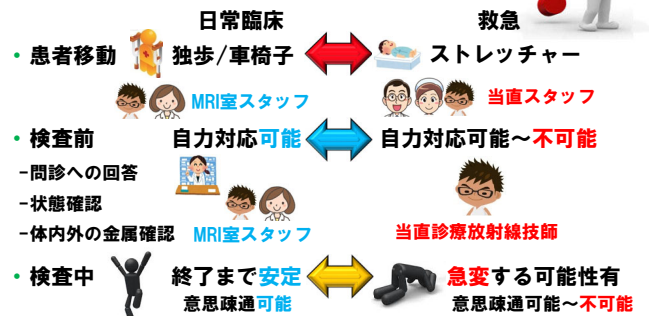 日常臨床 救急
・患者移動 独歩/車椅子 ストレッチャー
MRI室スタッフ 当直スタッフ
・検査前 自力対応可能 自力対応可能～不可能
-問診への回答
-状態確認
-体内外の金属確認 MRI室スタッフ 当直診療放射線技師
・検査中 終了まで安定 急変する可能性有
意思疎通可能 意思疎通可能～不可能